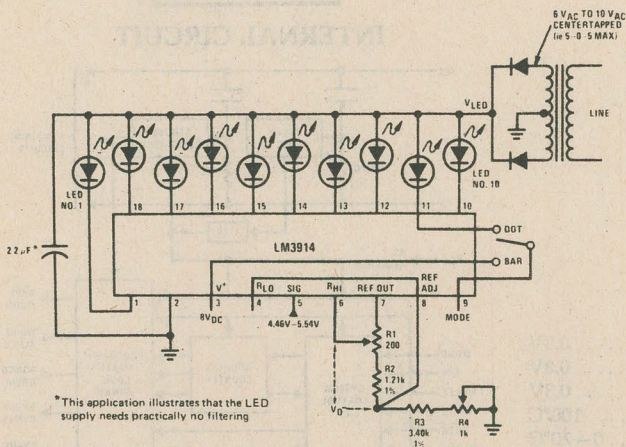 6 VAC TO 10 VAC
CENTERTAPPED
(ie 5-0-5 MAX)
INTERNAL CIRCUIT
VLED
LINE
LED
NO. 1
LED
NO. 10
18
17
16
15
14
13
12
11
10
2.2µF*
LM3914
DOT
BAR
V+
RLO
SIG
RHI
REF OUT
REF
ADJ
1
2
3
4
5
6
7
8
9
8VDC
4.46V-5.54V
MODE
R1
200
R2
1.21k
1%
VD
R3
3.40k
1%
R4
1k
*This application illustrates that the LED
supply needs practically no filtering